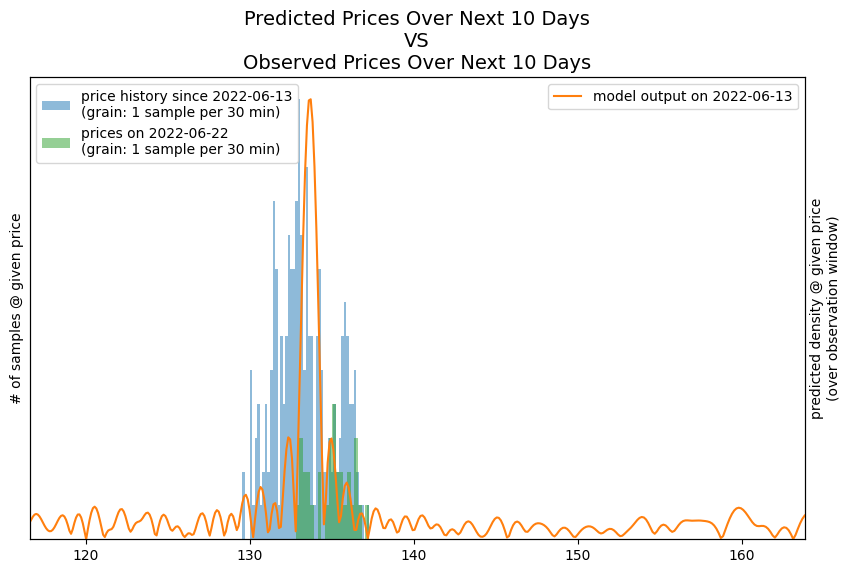 Predicted Prices Over Next 10 Days
VS
Observed Prices Over Next 10 Days
price history since 2022-06-13
(grain: 1 sample per 30 min)
prices on 2022-06-22
(grain: 1 sample per 30 min)
model output on 2022-06-13
# of samples @ given price
predicted density @ given price
(over observation window)
120
130
140
150
160